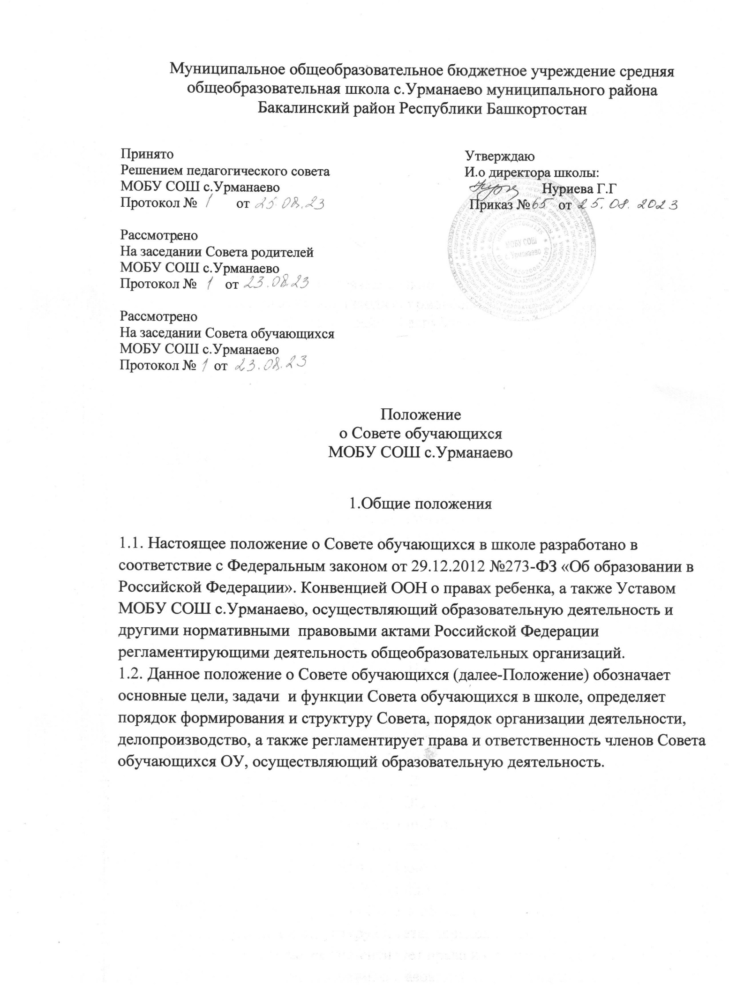 Муниципальное общеобразовательное бюджетное учреждение средняя
общеобразовательная школа с.Урманаево муниципального района
Бакалинский район Республики Башкортостан
Принято
Решением педагогического совета
МОБУ СОШ с.Урманаево
Протокол № 1 от 25.08.23
Утверждаю
И.о директора школы:
Нуриева Г.Г
Приказ №65 от 25.08.2023
МОБУ СОШ
с. Урманаево
Рассмотрено
На заседании Совета родителей
МОБУ СОШ с.Урманаево
Протокол № 1 от 23.08.23
Рассмотрено
На заседании Совета обучающихся
МОБУ СОШ с.Урманаево
Протокол № 1 от 23.08.23
Положение
о Совете обучающихся
МОБУ СОШ с.Урманаево
1.Общие положения
1.1. Настоящее положение о Совете обучающихся в школе разработано в
соответствие с Федеральным законом от 29.12.2012 №273-ФЗ «Об образовании в
Российской Федерации». Конвенцией ООН о правах ребенка, а также Уставом
МОБУ СОШ с.Урманаево, осуществляющий образовательную деятельность и
другими нормативными  правовыми актами Российской Федерации
регламентирующими деятельность общеобразовательных организаций.
1.2. Данное положение о Совете обучающихся (далее-Положение) обозначает
основные цели, задачи  и функции Совета обучающихся в школе, определяет
порядок формирования и структуру Совета, порядок организации деятельности,
делопроизводство, а также регламентирует права и ответственность членов Совета
обучающихся ОУ, осуществляющий образовательную деятельность.